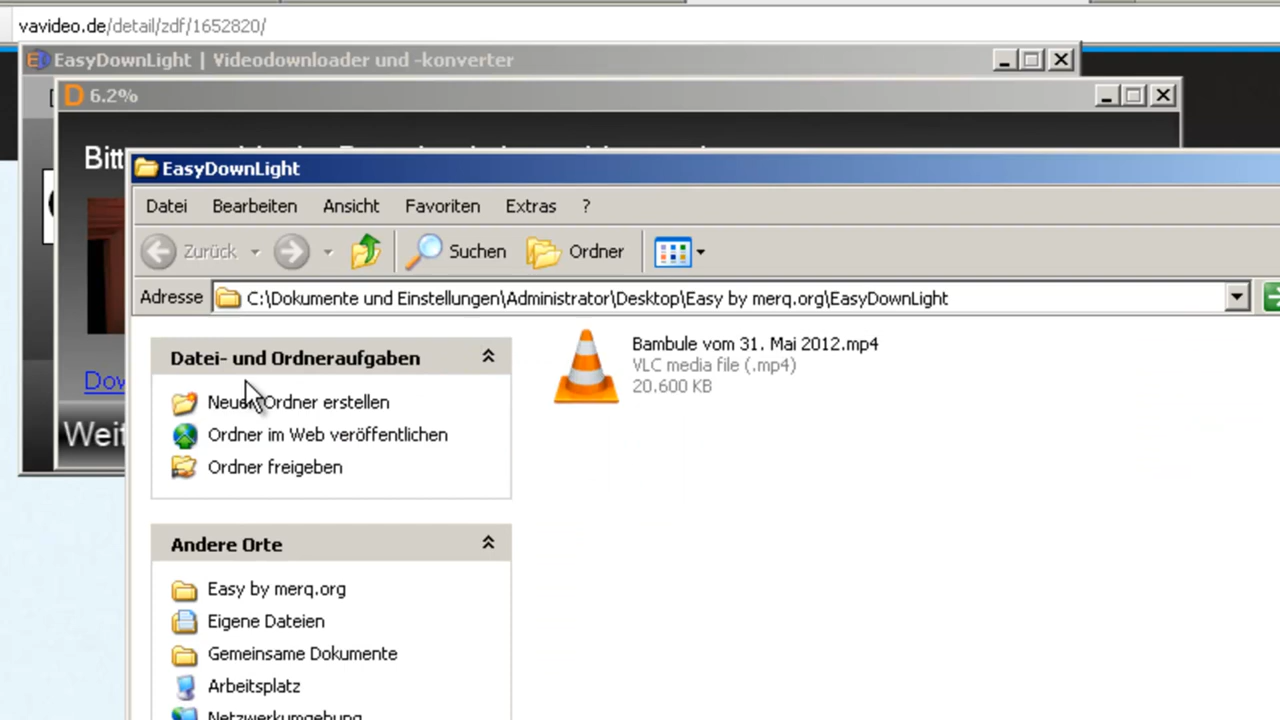 vavideo.de/detail/zdf/1652820/
EasyDownLight | Videodownloader und -konverter
D 6.2%
EasyDownLight
Datei Bearbeiten Ansicht Favoriten Extras ?
Zurück Suchen Ordner
Adresse C:\Dokumente und Einstellungen\Administrator\Desktop\Easy by merq.org\EasyDownLight
Datei- und Ordneraufgaben
Neuen Ordner erstellen
Ordner im Web veröffentlichen
Ordner freigeben
Bambule vom 31. Mai 2012.mp4
VLC media file (.mp4)
20.600 KB
Dow
Weit
Andere Orte
Easy by merq.org
Eigene Dateien
Gemeinsame Dokumente
Arbeitsplatz
Netzwerkumgebung